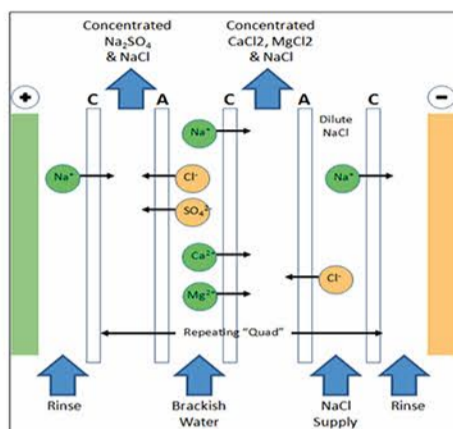 Concentrated
Na₂SO₄
& NaCl
Concentrated
CaCl2, MgCl2
& NaCl
+
C
A
C
A
C
−
Dilute
NaCl
Na⁺
Na⁺
Cl⁻
SO₄²⁻
Na⁺
Ca²⁺
Mg²⁺
Cl⁻
Repeating "Quad"
Rinse
Brackish
Water
NaCl
Supply
Rinse